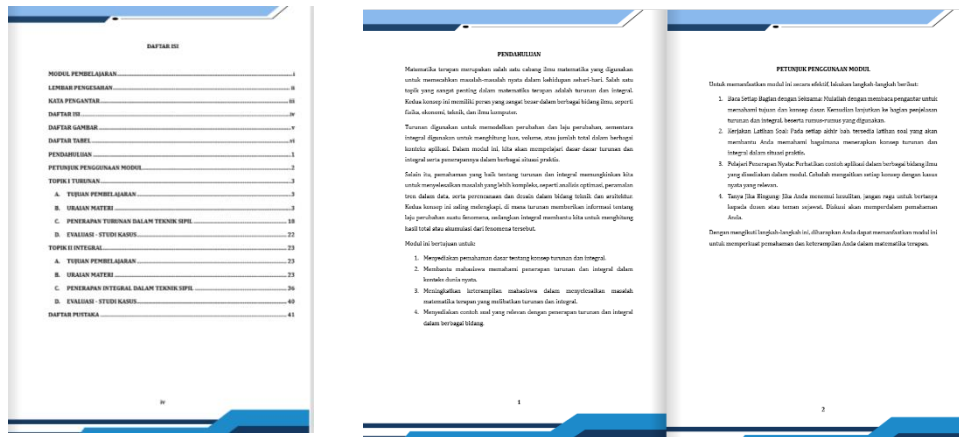 DAFTAR ISI
MODUL PEMBELAJARAN i
LEMBAR PENGESAHAN ii
KATA PENGANTAR iii
DAFTAR ISI iv
DAFTAR GAMBAR v
DAFTAR TABEL vi
PENDAHULUAN 1
PETUNJUK PENGGUNAAN MODUL 2
TOPIK I TURUNAN 3
A. TUJUAN PEMBELAJARAN 3
B. URAIAN MATERI 3
C. PENERAPAN TURUNAN DALAM TEKNIK SIPIL 18
D. EVALUASI - STUDI KASUS 22
TOPIK II INTEGRAL 23
A. TUJUAN PEMBELAJARAN 23
B. URAIAN MATERI 23
C. PENERAPAN INTEGRAL DALAM TEKNIK SIPIL 36
D. EVALUASI - STUDI KASUS 40
DAFTAR PUSTAKA 41
iv
PENDAHULUAN
Matematika terapan merupakan salah satu cabang ilmu matematika yang digunakan
untuk memecahkan masalah-masalah nyata dalam kehidupan sehari-hari. Salah satu
topik yang sangat penting dalam matematika terapan adalah turunan dan integral.
Kedua konsep ini memiliki peran yang sangat besar dalam berbagai bidang ilmu, seperti
fisika, ekonomi, teknik, dan ilmu komputer.
Turunan digunakan untuk memodelkan perubahan dan laju perubahan, sementara
integral digunakan untuk menghitung luas, volume, atau jumlah total dalam berbagai
konteks aplikasi. Dalam modul ini, kita akan mempelajari dasar dasar turunan dan
integral serta penerapannya dalam berbagai situasi praktis.
Selain itu, pemahaman yang baik tentang turunan dan integral memungkinkan kita
untuk menyelesaikan masalah yang lebih kompleks, seperti analisis optimasi, peramalan
tren dalam data, serta perencanaan dan desain dalam bidang teknik dan arsitektur.
Kedua konsep ini saling melengkapi, di mana turunan memberikan informasi tentang
laju perubahan suatu fenomena, sedangkan integral membantu kita untuk menghitung
hasil total atau akumulasi dari fenomena tersebut.
Modul ini bertujuan untuk:
1. Menyediakan pemahaman dasar tentang konsep turunan dan integral.
2. Membantu mahasiswa memahami penerapan turunan dan integral dalam
konteks dunia nyata.
3. Meningkatkan keterampilan mahasiswa dalam menyelesaikan masalah
matematika terapan yang melibatkan turunan dan integral.
4. Menyediakan contoh soal yang relevan dengan penerapan turunan dan integral
dalam berbagai bidang.
1
PETUNJUK PENGGUNAAN MODUL
Untuk memanfaatkan modul ini secara efektif, lakukan langkah-langkah berikut:
1. Baca Setiap Bagian dengan Seksama: Mulailah dengan membaca pengantar untuk
memahami tujuan dan konsep dasar. Kemudian lanjutkan ke bagian penjelasan
turunan dan integral, beserta rumus-rumus yang digunakan.
2. Kerjakan Latihan Soal: Pada setiap akhir bab tersedia latihan soal yang akan
membantu Anda memahami bagaimana menerapkan konsep turunan dan
integral dalam situasi praktis.
3. Pelajari Penerapan Nyata: Perhatikan contoh aplikasi dalam berbagai bidang ilmu
yang disediakan dalam modul. Cobalah mengaitkan setiap konsep dengan kasus
nyata yang relevan.
4. Tanya Jika Bingung: Jika Anda menemui kesulitan, jangan ragu untuk bertanya
kepada dosen atau teman sejawat. Diskusi akan memperdalam pemahaman
Anda.
Dengan mengikuti langkah-langkah ini, diharapkan Anda dapat memanfaatkan modul ini
untuk memperkuat pemahaman dan keterampilan Anda dalam matematika terapan.
2